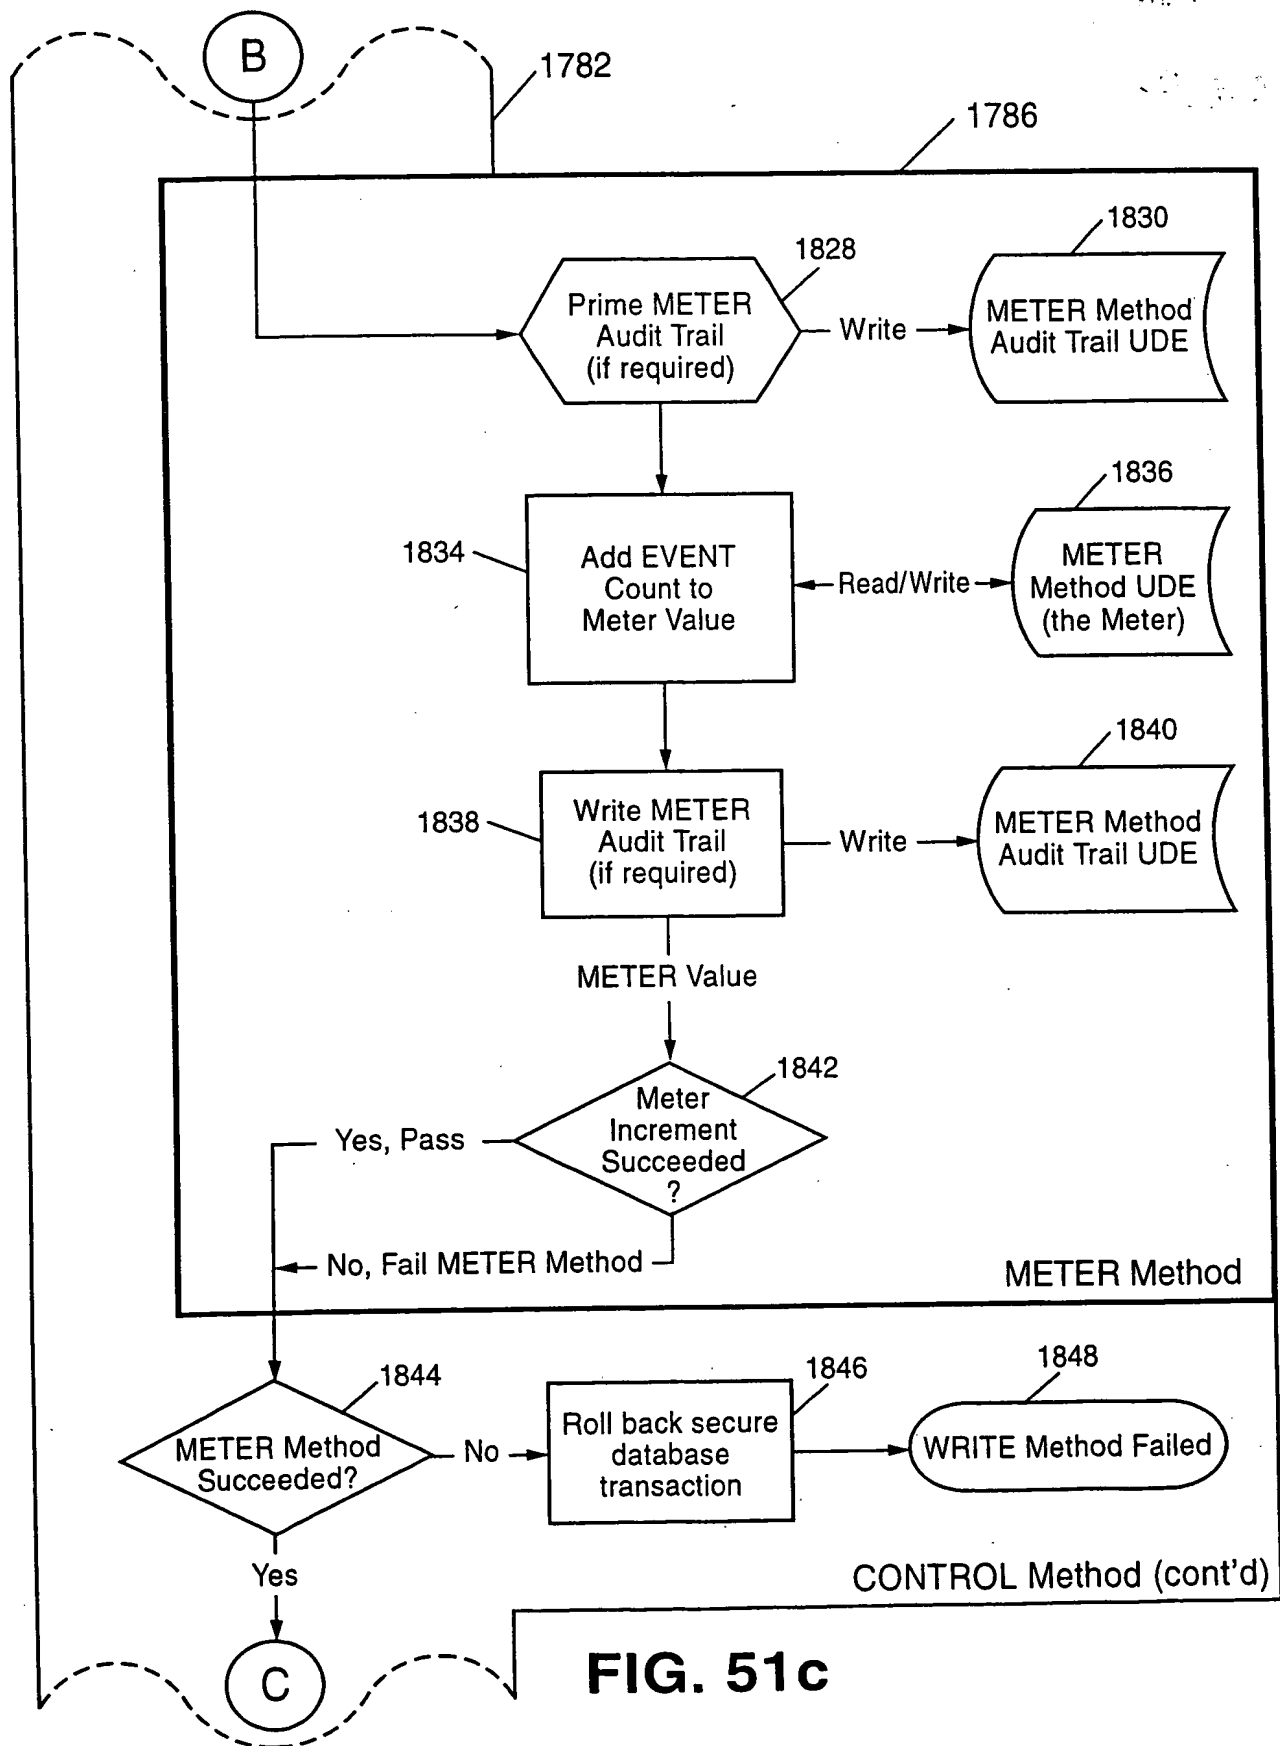 B
1782
1786
1828
1830
Prime METER
Audit Trail
(if required)
Write
METER Method
Audit Trail UDE
1834
Add EVENT
Count to
Meter Value
Read/Write
1836
METER
Method UDE
(the Meter)
1838
Write METER
Audit Trail
(if required)
Write
1840
METER Method
Audit Trail UDE
METER Value
1842
Meter
Increment
Succeeded
?
Yes, Pass
No, Fail METER Method
METER Method
1844
METER Method
Succeeded?
No
1846
Roll back secure
database
transaction
1848
WRITE Method Failed
Yes
CONTROL Method (cont'd)
C
FIG. 51c